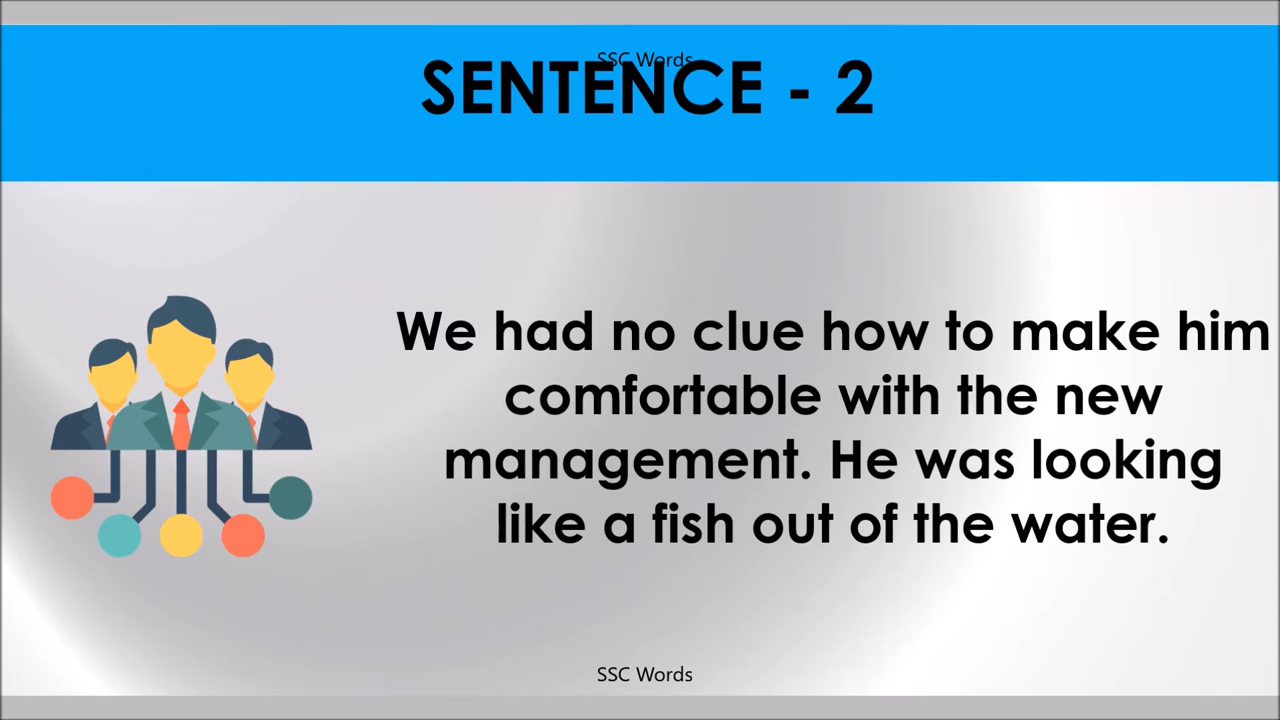 SSC Words
SENTENCE - 2
We had no clue how to make him
comfortable with the new
management. He was looking
like a fish out of the water.
SSC Words